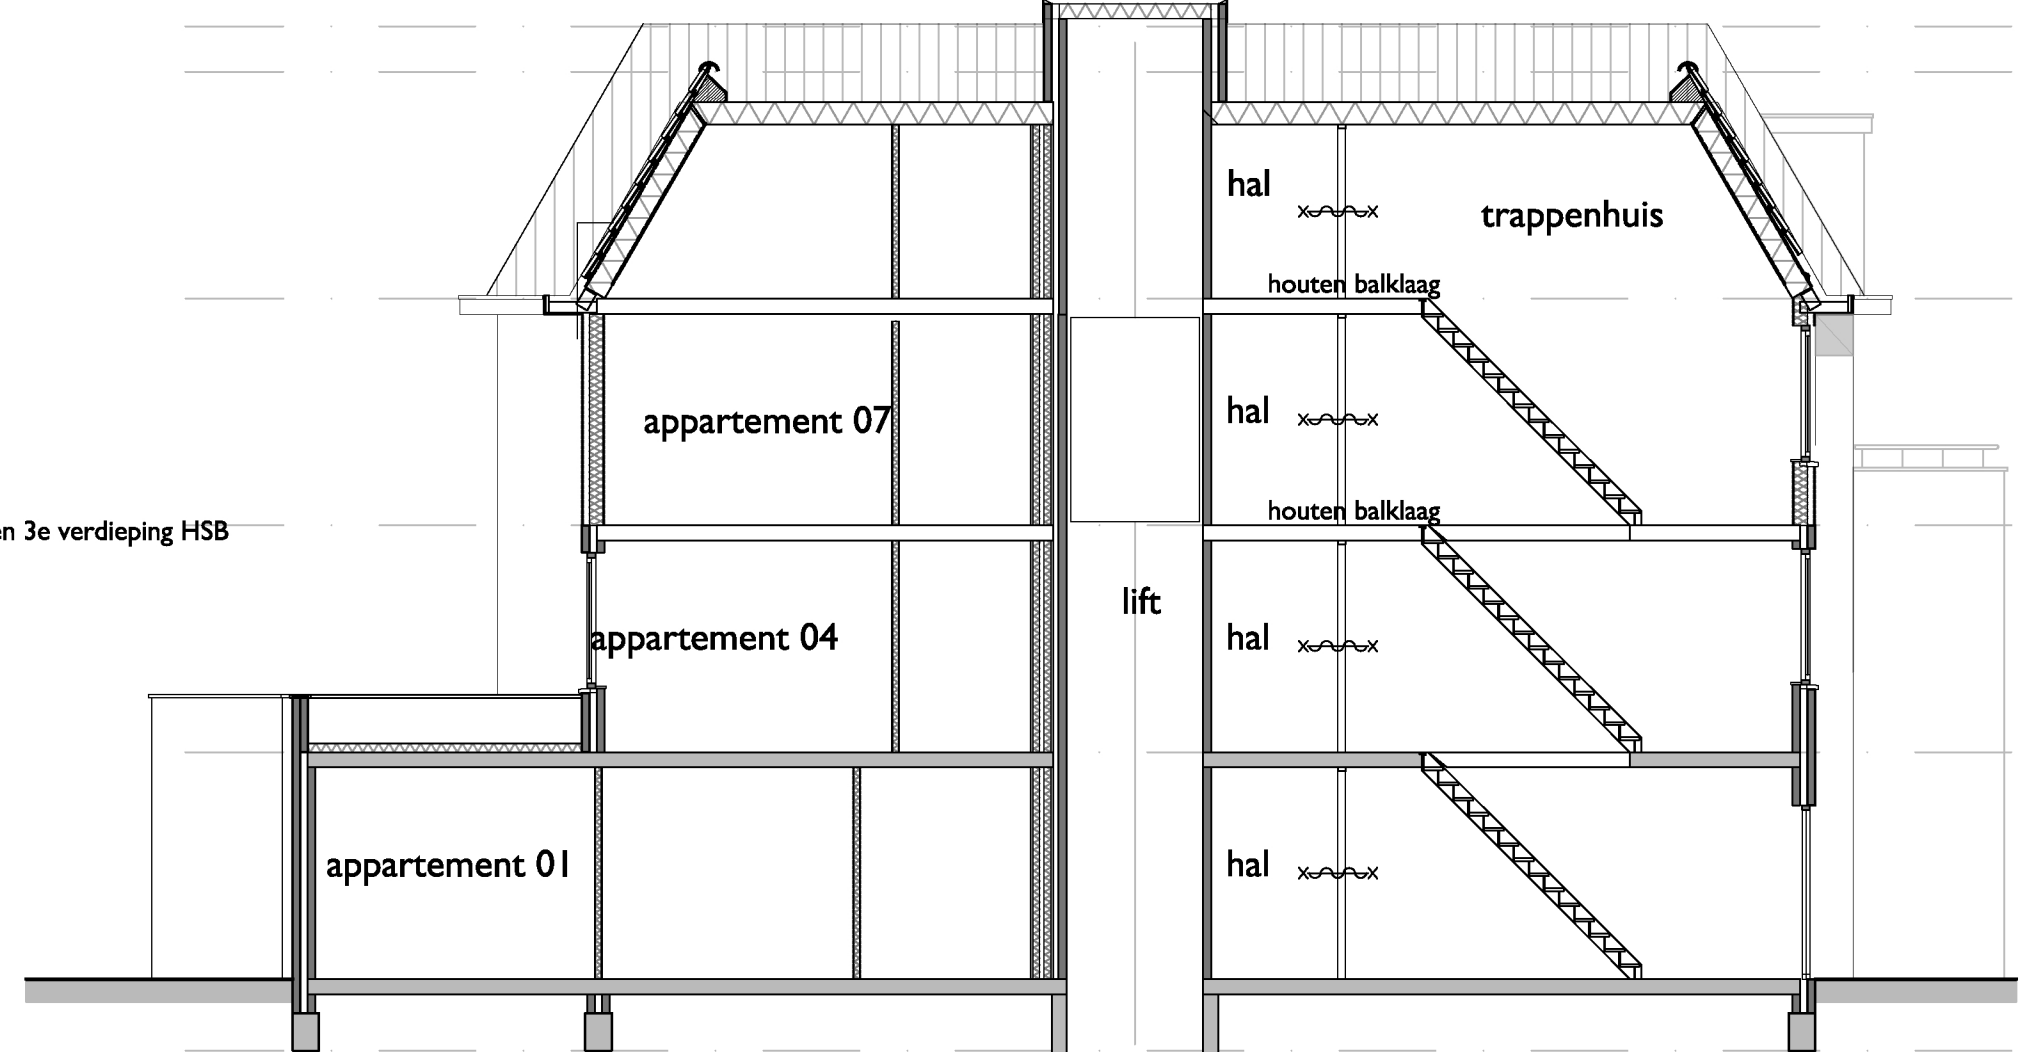 hal
trappenhuis
houten balklaag
appartement 07
hal
houten balklaag
en 3e verdieping HSB
lift
appartement 04
hal
appartement 01
hal